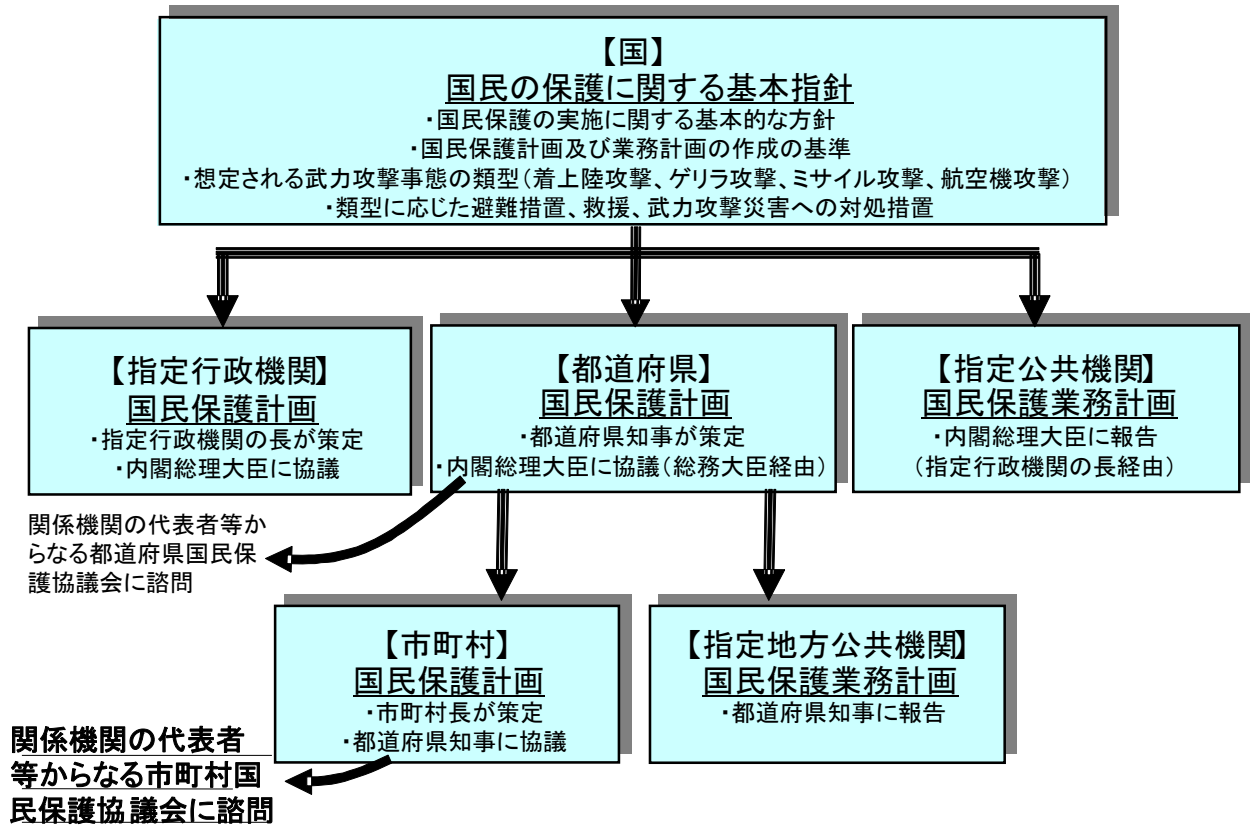 【国】
国民の保護に関する基本指針
・国民保護の実施に関する基本的な方針
・国民保護計画及び業務計画の作成の基準
・想定される武力攻撃事態の類型（着上陸攻撃、ゲリラ攻撃、ミサイル攻撃、航空機攻撃）
・類型に応じた避難措置、救援、武力攻撃災害への対処措置
【指定行政機関】
国民保護計画
・指定行政機関の長が策定
・内閣総理大臣に協議
【都道府県】
国民保護計画
・都道府県知事が策定
・内閣総理大臣に協議（総務大臣経由）
【指定公共機関】
国民保護業務計画
・内閣総理大臣に報告
（指定行政機関の長経由）
関係機関の代表者等か
らなる都道府県国民保
護協議会に諮問
【市町村】
国民保護計画
・市町村長が策定
・都道府県知事に協議
【指定地方公共機関】
国民保護業務計画
・都道府県知事に報告
関係機関の代表者
等からなる市町村国
民保護協議会に諮問